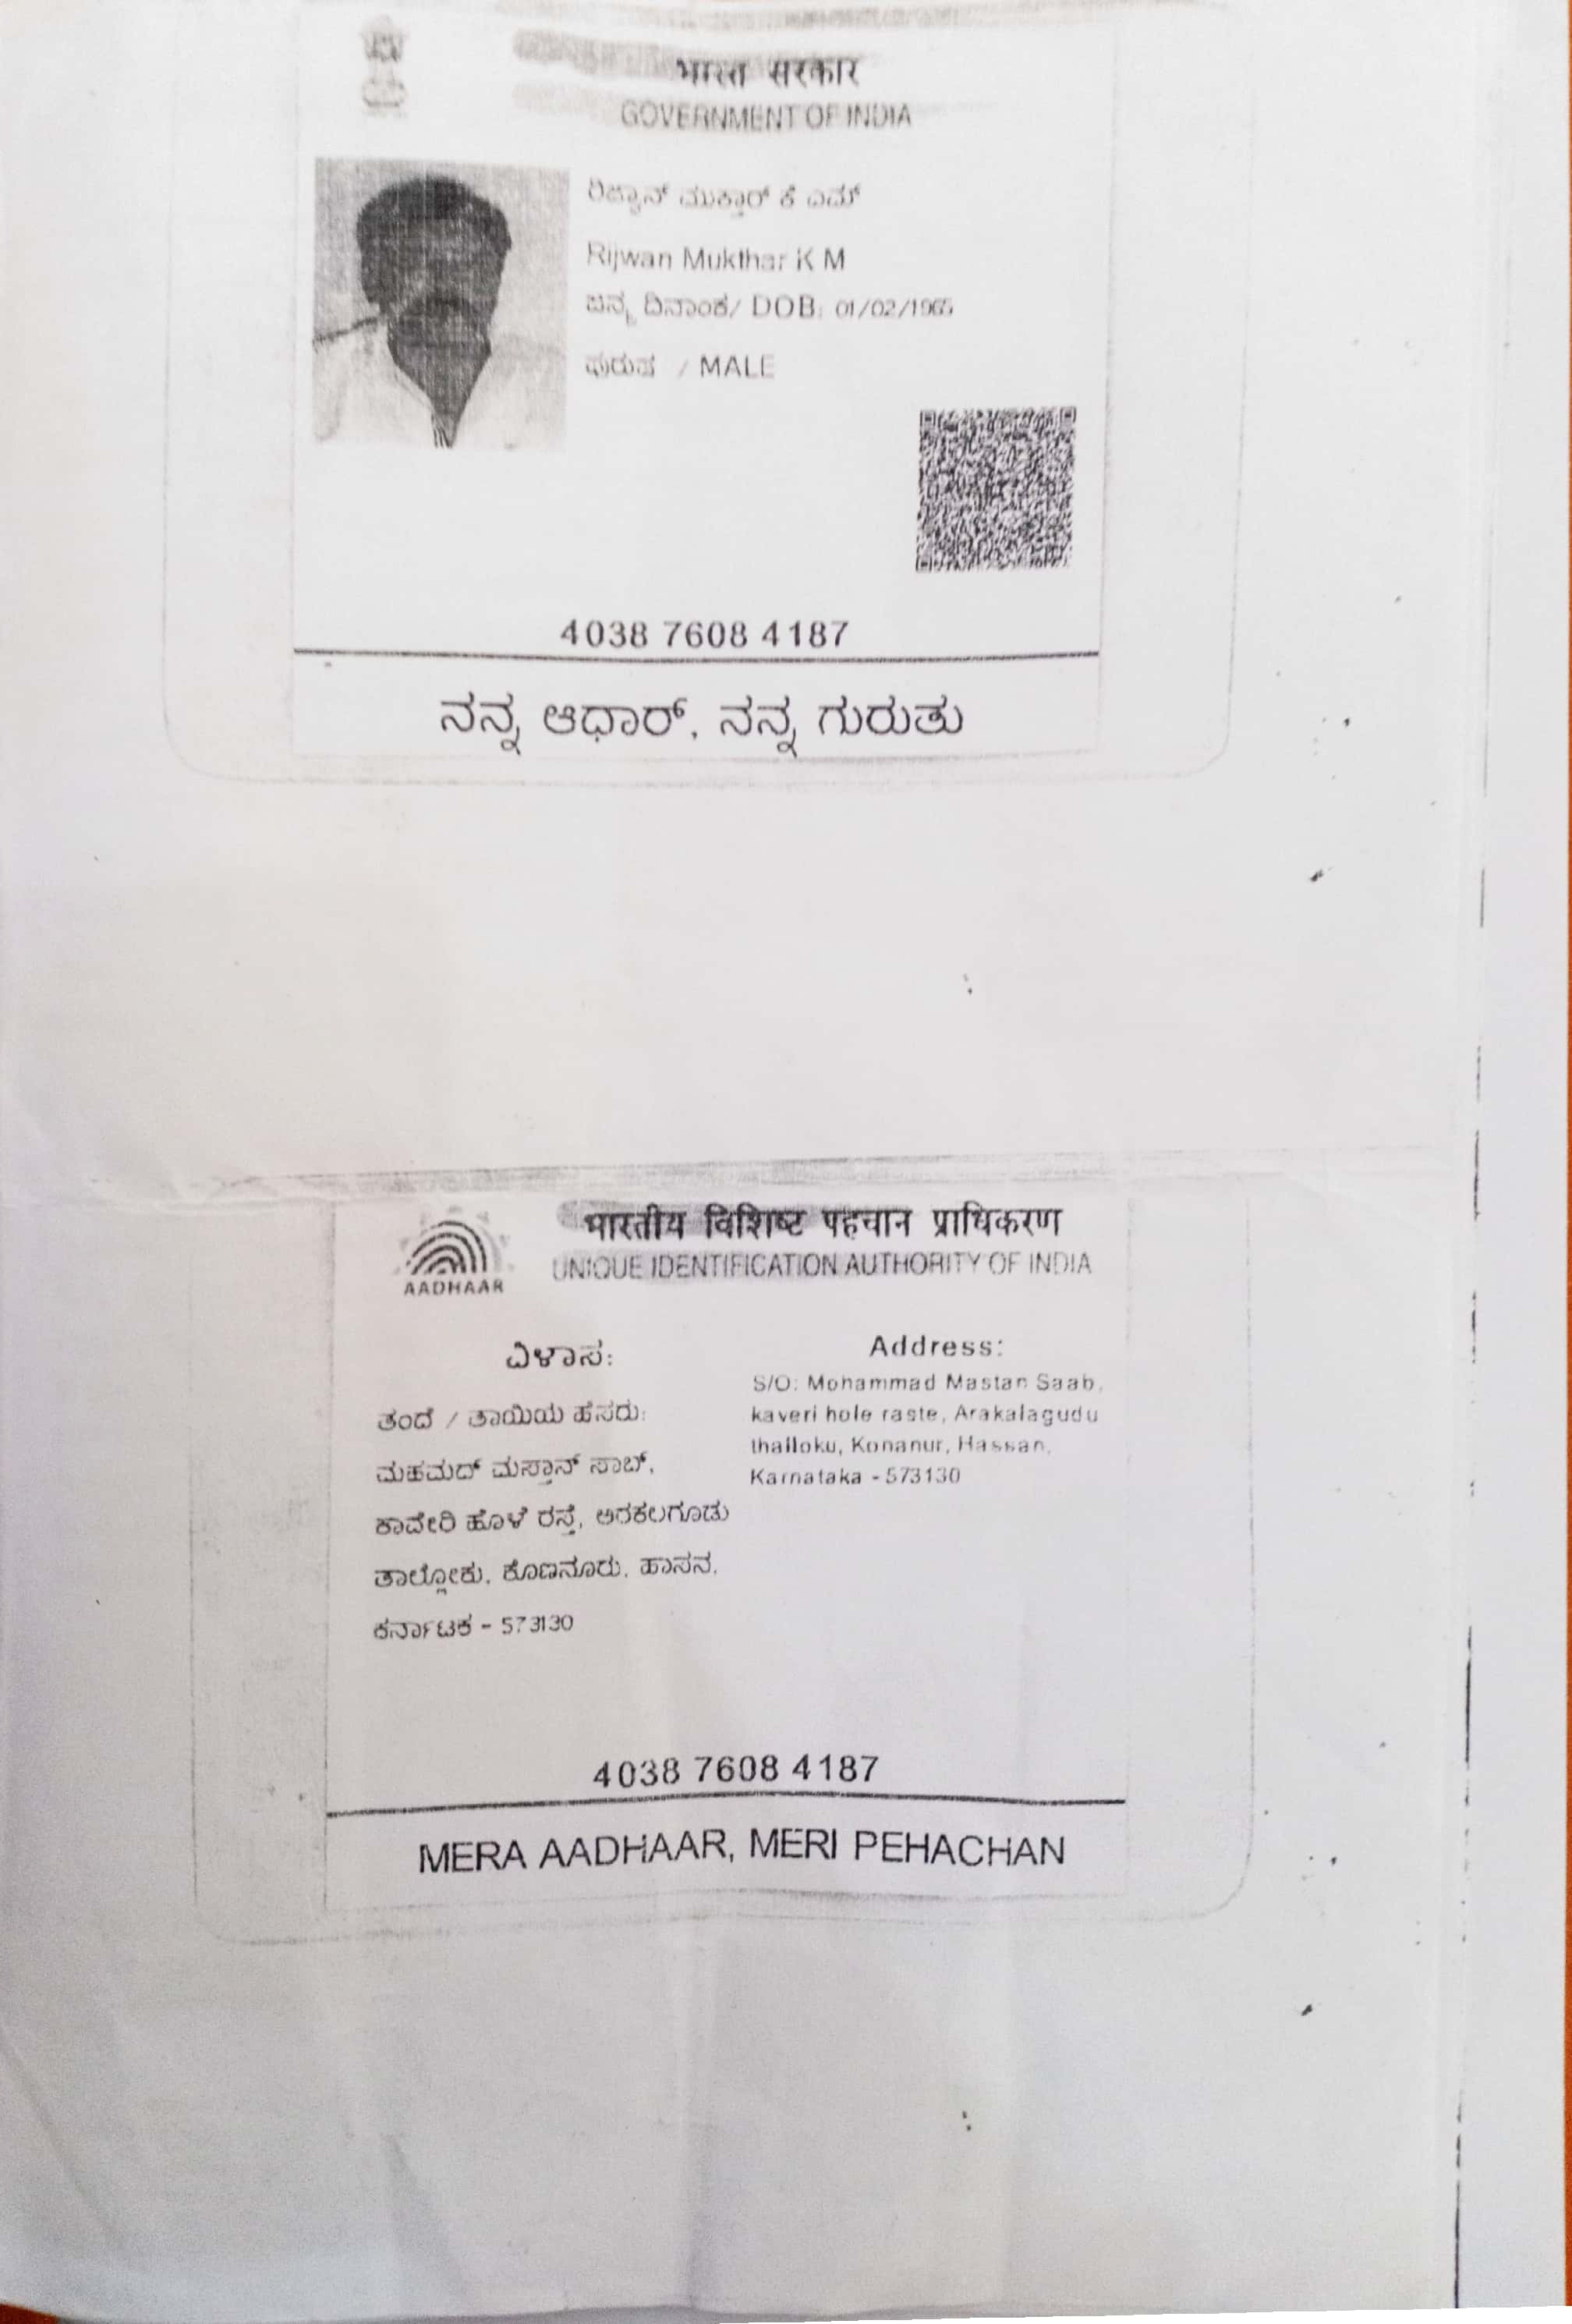 भारत सरकार
GOVERNMENT OF INDIA
ರಿಜ್ವಾನ್ ಮುಕ್ತಾರ್ ಕೆ ಎಮ್
Rijwan Mukthar K M
ಜನ್ಮ ದಿನಾಂಕ/ DOB: 01/02/1965
ಪುರುಷ / MALE
4038 7608 4187
ನನ್ನ ಆಧಾರ್, ನನ್ನ ಗುರುತು
भारतीय विशिष्ट पहचान प्राधिकरण
UNIQUE IDENTIFICATION AUTHORITY OF INDIA
AADHAAR
ವಿಳಾಸ:
ತಂದೆ / ತಾಯಿಯ ಹೆಸರು:
ಮಹಮದ್ ಮಸ್ತಾನ್ ಸಾಬ್,
ಕಾವೇರಿ ಹೊಳೆ ರಸ್ತೆ, ಅರಕಲಗೂಡು
ತಾಲ್ಲೋಕು, ಕೊಣನೂರು, ಹಾಸನ,
ಕರ್ನಾಟಕ - 573130
Address:
S/O: Mohammad Mastan Saab,
kaveri hole raste, Arakalagudu
thalloku, Konanur, Hassan,
Karnataka - 573130
4038 7608 4187
MERA AADHAAR, MERI PEHACHAN